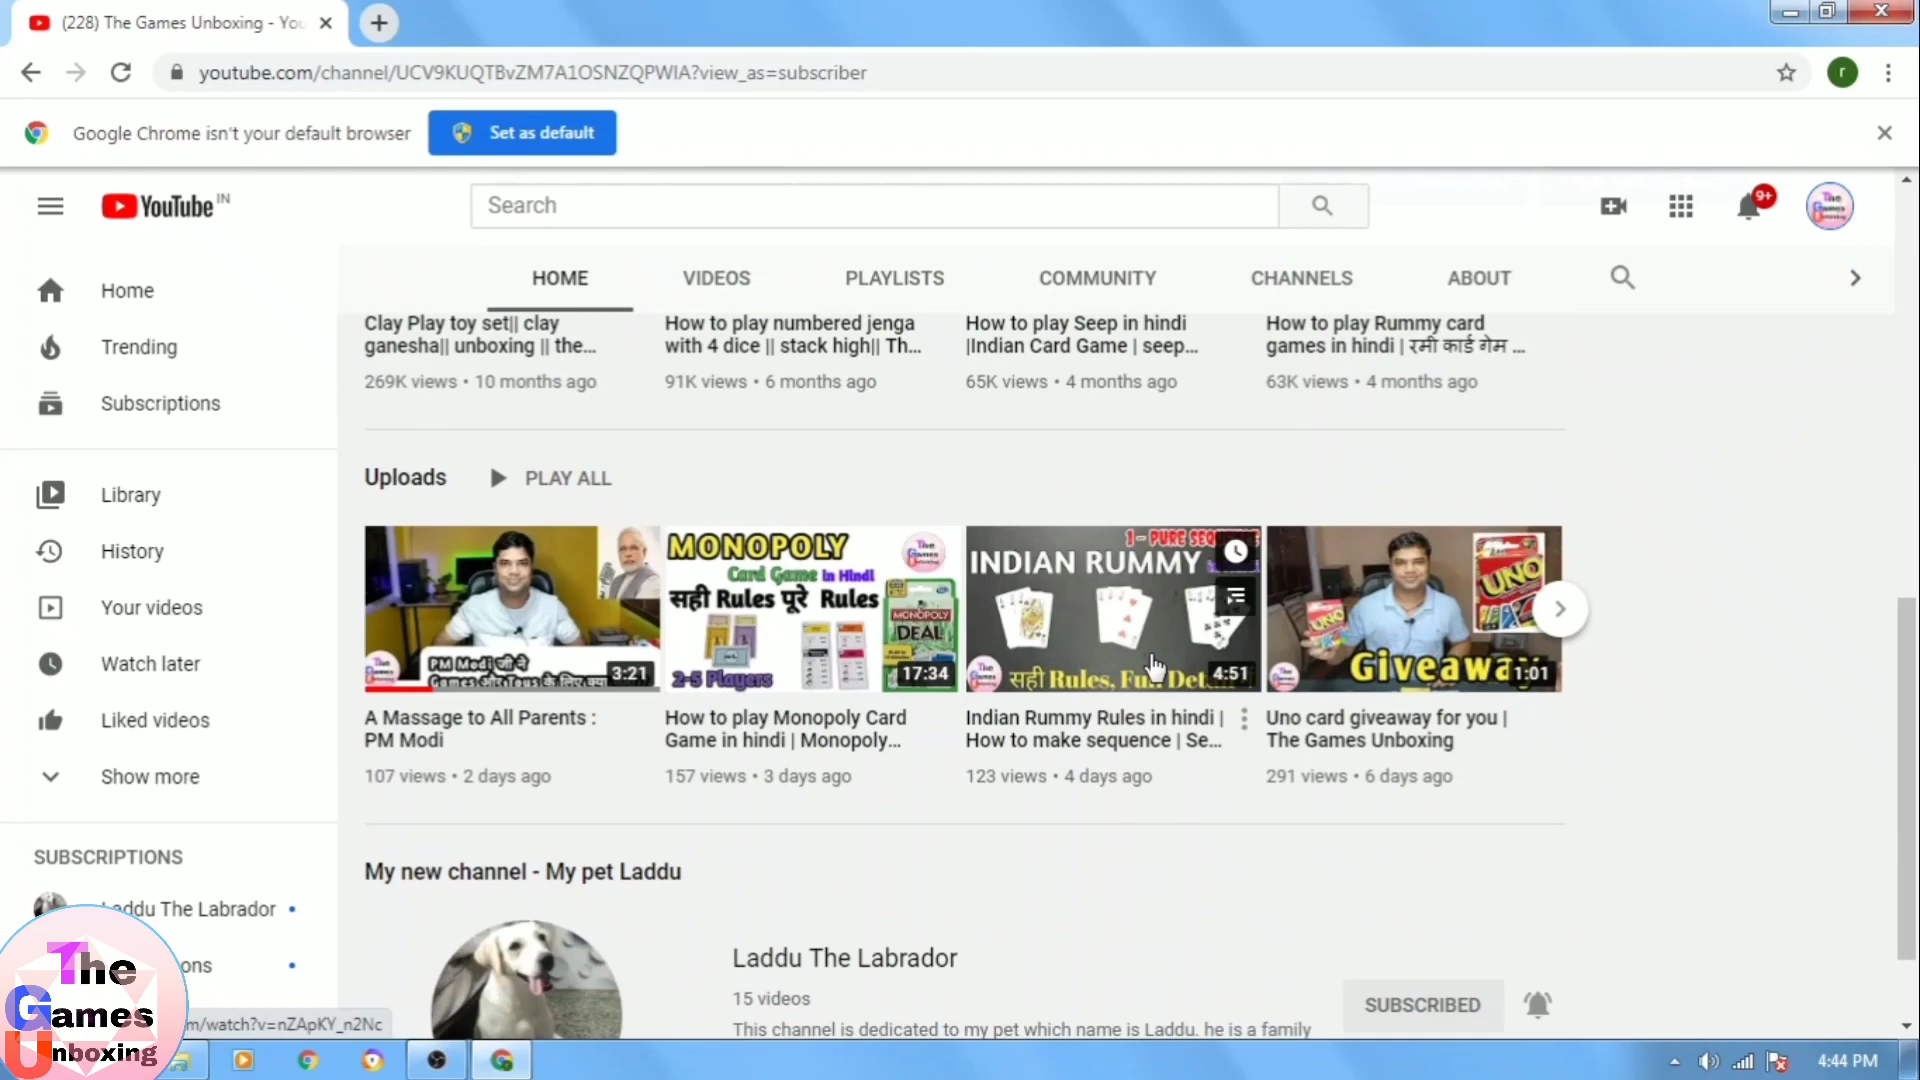 (228) The Games Unboxing - You
youtube.com/channel/UCV9KUQTBvZM7A1OSNZQPWIA?view_as=subscriber
r
Google Chrome isn't your default browser
Set as default
YouTube IN
Search
9+
HOME
VIDEOS
PLAYLISTS
COMMUNITY
CHANNELS
ABOUT
Home
Trending
Subscriptions
Library
History
Your videos
Watch later
Liked videos
Show more
SUBSCRIPTIONS
Laddu The Labrador
ons
Clay Play toy set|| clay
ganesha|| unboxing || the...
269K views • 10 months ago
How to play numbered jenga
with 4 dice || stack high|| Th...
91K views • 6 months ago
How to play Seep in hindi
|Indian Card Game | seep...
65K views • 4 months ago
How to play Rummy card
games in hindi | रमी कार्ड गेम ...
63K views • 4 months ago
Uploads
PLAY ALL
PM Modi जी ने
3:21
MONOPOLY
Card Game in Hindi
सही Rules पूरे Rules
MONOPOLY
DEAL
2-5 Players
17:34
1- PURE SEQ
INDIAN RUMMY
सही Rules, Full Det
4:51
UNO
Giveaway
1:01
A Massage to All Parents :
PM Modi
107 views • 2 days ago
How to play Monopoly Card
Game in hindi | Monopoly...
157 views • 3 days ago
Indian Rummy Rules in hindi |
How to make sequence | Se...
123 views • 4 days ago
Uno card giveaway for you |
The Games Unboxing
291 views • 6 days ago
My new channel - My pet Laddu
Laddu The Labrador
15 videos
This channel is dedicated to my pet which name is Laddu. he is a family
SUBSCRIBED
The
Games
Unboxing
m/watch?v=nZApKY_n2Nc
4:44 PM